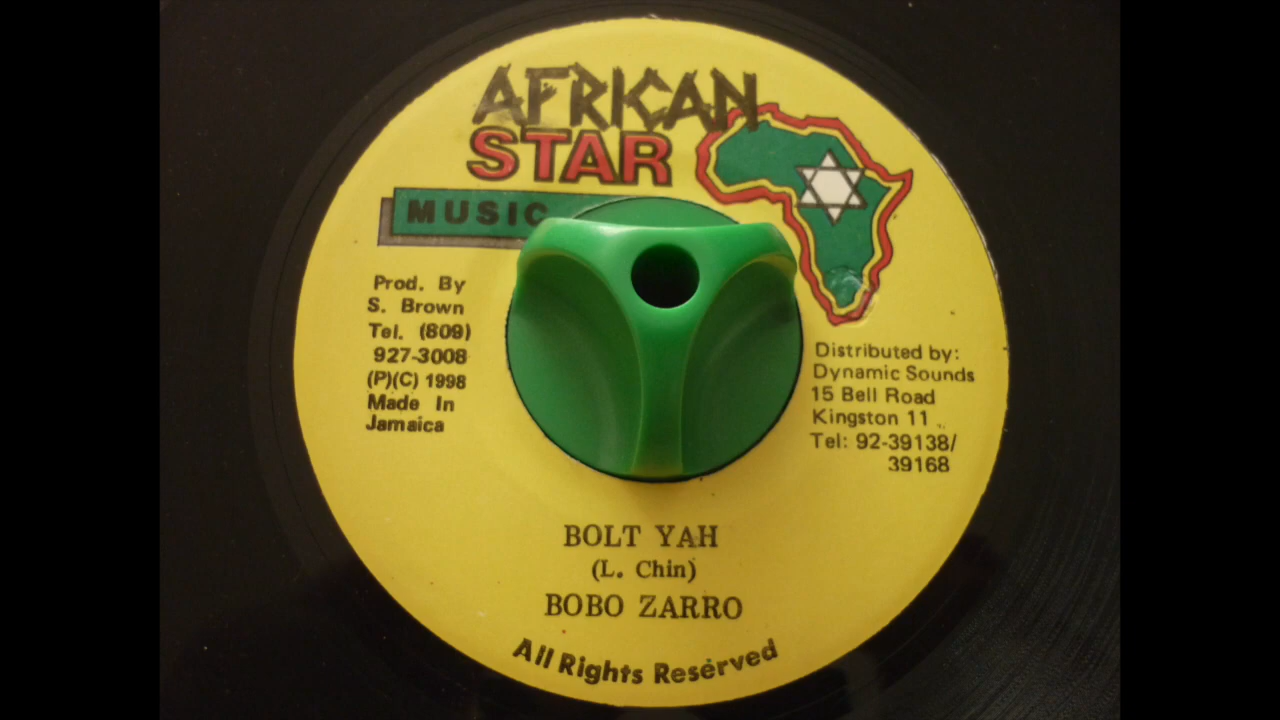 AFRICAN
STAR
MUSIC
Prod. By
S. Brown
Tel. (809)
927-3008
(P)(C) 1998
Made In
Jamaica
Distributed by:
Dynamic Sounds
15 Bell Road
Kingston 11
Tel: 92-39138/
39168
BOLT YAH
(L. Chin)
BOBO ZARRO
All Rights Reserved